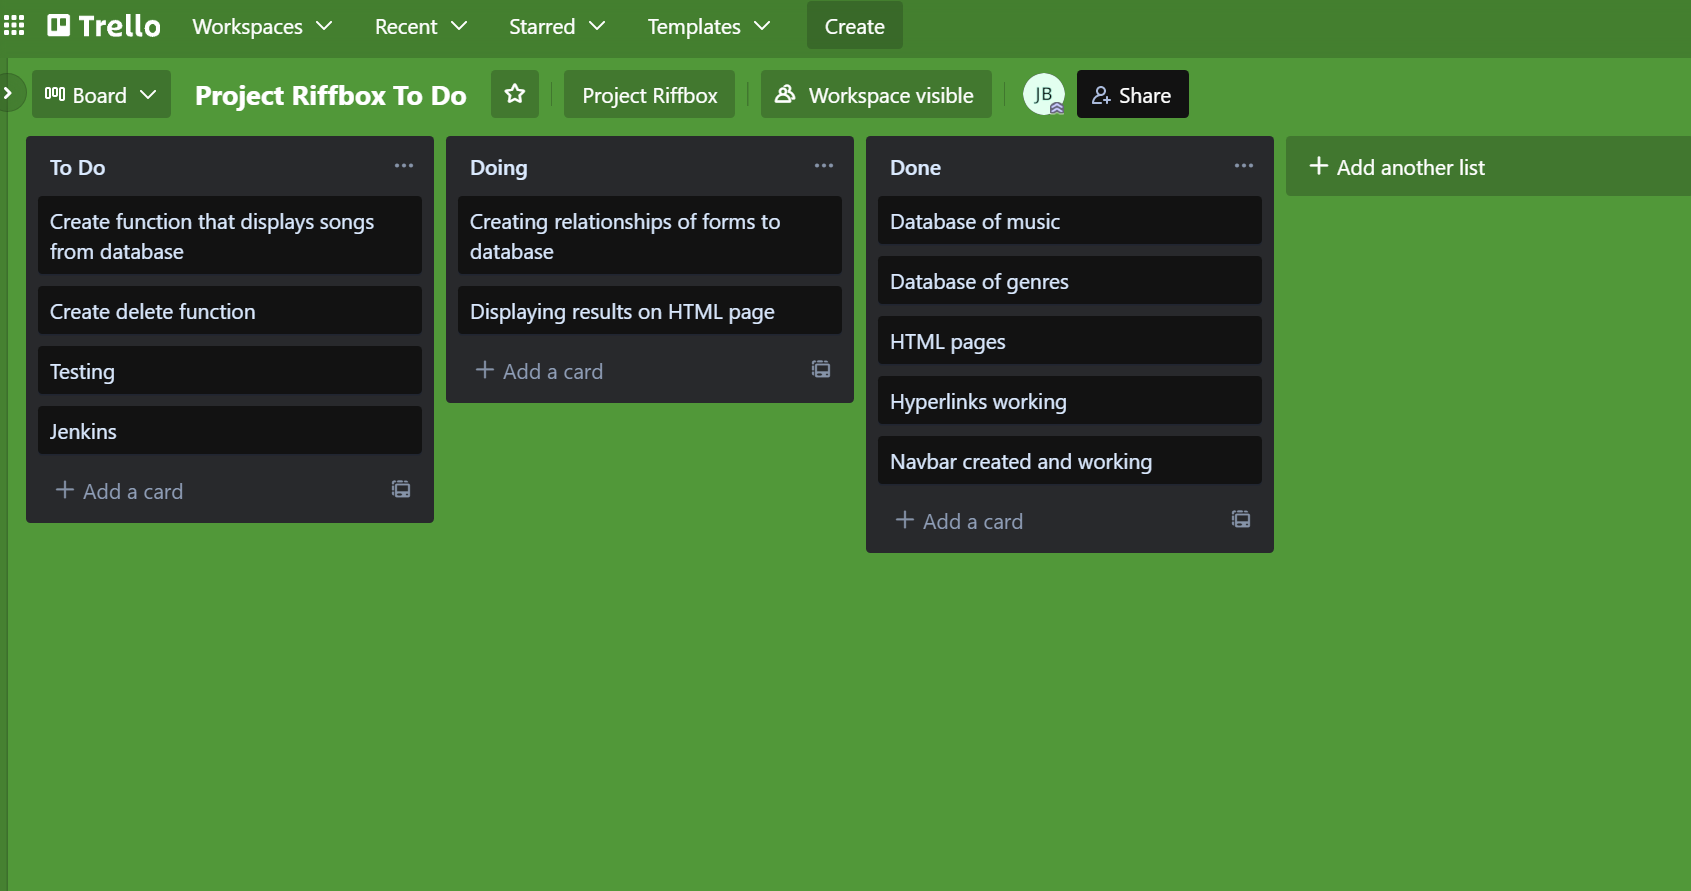 Trello Workspaces Recent Starred Templates Create
Board Project Riffbox To Do Project Riffbox Workspace visible JB Share
To Do
Create function that displays songs
from database
Create delete function
Testing
Jenkins
Add a card
Doing
Creating relationships of forms to
database
Displaying results on HTML page
Add a card
Done
Database of music
Database of genres
HTML pages
Hyperlinks working
Navbar created and working
Add a card
Add another list